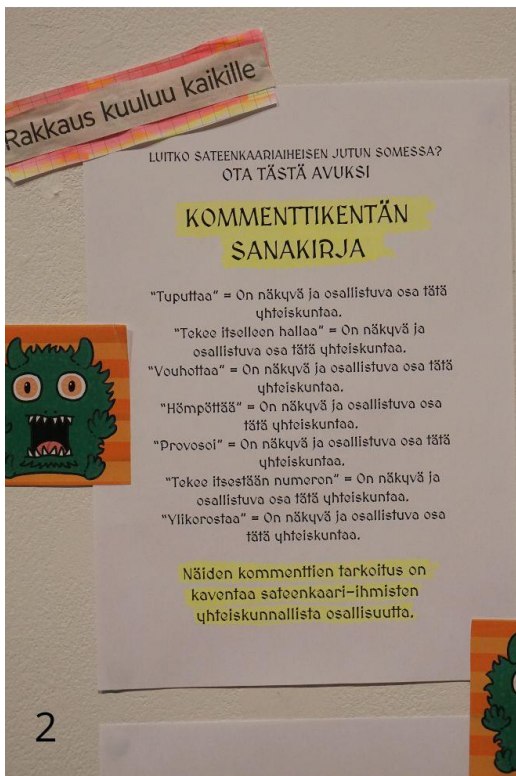 Rakkaus kuuluu kaikille
LUITKO SATEENKAARIAIHEISEN JUTUN SOMESSA?
OTA TÄSTÄ AVUKSI
KOMMENTTIKENTÄN
SANAKIRJA
"Tuputtaa" = On näkyvä ja osallistuva osa tätä
yhteiskuntaa.
"Tekee itselleen hallaa" = On näkyvä ja
osallistuva osa tätä yhteiskuntaa.
"Vouhottaa" = On näkyvä ja osallistuva osa tätä
yhteiskuntaa.
"Hömpöttää" = On näkyvä ja osallistuva osa
tätä yhteiskuntaa.
"Provosoi" = On näkyvä ja osallistuva osa tätä
yhteiskuntaa.
"Tekee itsestään numeron" = On näkyvä ja
osallistuva osa tätä yhteiskuntaa.
"Ylikorostaa" = On näkyvä ja osallistuva osa
tätä yhteiskuntaa.
Näiden kommenttien tarkoitus on
kaventaa sateenkaari-ihmisten
yhteiskunnallista osallisuutta.
2